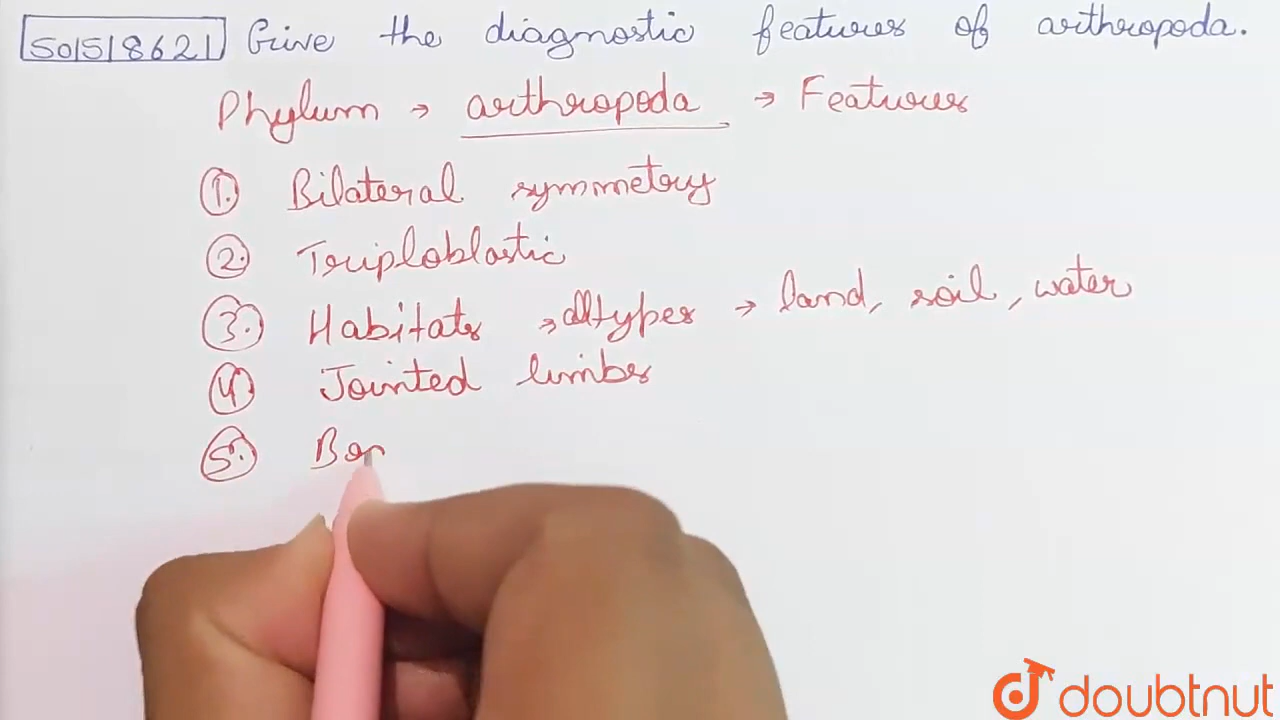 501518621 Give the diagnostic features of arthropoda.
Phylum → arthropoda → Features
1. Bilateral symmetry
2. Triploblastic
3. Habitats → all types → land, soil, water
4. Jointed limbs
5. Bo
doubtnut